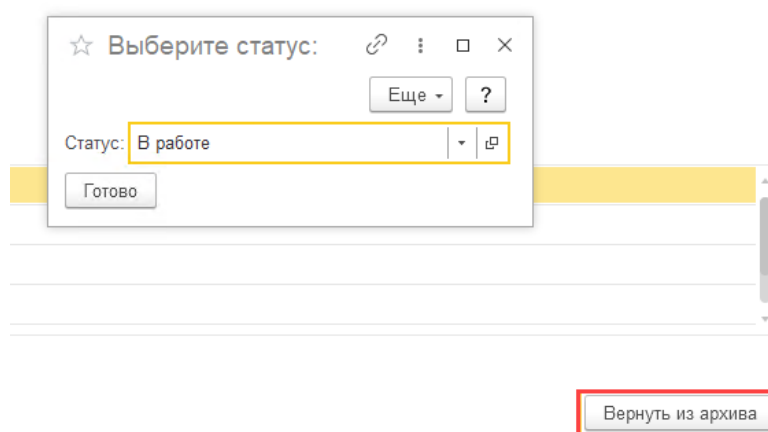 Выберите статус:
Еще ?
Статус: В работе
Готово
Вернуть из архива